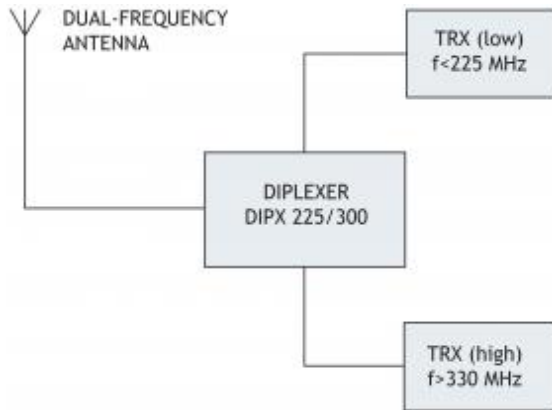 DUAL-FREQUENCY
ANTENNA
TRX (low)
f<225 MHz
DIPLEXER
DIPX 225/300
TRX (high)
f>330 MHz